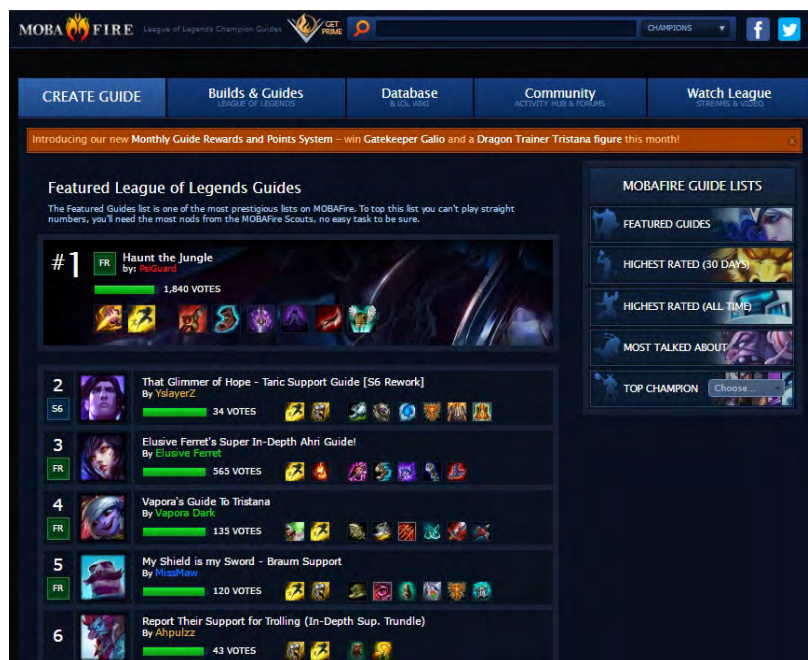 MOBA FIRE League of Legends Champion Guides GET PRIME CHAMPIONS
CREATE GUIDE
Builds & Guides
LEAGUE OF LEGENDS
Database
& LOL WIKI
Community
ACTIVITY HUB & FORUMS
Watch League
STREAMS & VIDEO
Introducing our new Monthly Guide Rewards and Points System – win Gatekeeper Galio and a Dragon Trainer Tristana figure this month!
x
Featured League of Legends Guides
The Featured Guides list is one of the most prestigious lists on MOBAFire. To top this list you can't play straight
numbers, you'll need the most nods from the MOBAFire Scouts, no easy task to be sure.
#1
FR
Haunt the Jungle
by: PsiGuard
1,840 VOTES
2
S6
That Glimmer of Hope - Taric Support Guide [S6 Rework]
By YslayerZ
34 VOTES
3
FR
Elusive Ferret's Super In-Depth Ahri Guide!
By Elusive Ferret
565 VOTES
4
FR
Vapora's Guide To Tristana
By Vapora Dark
135 VOTES
5
FR
My Shield is my Sword - Braum Support
By MissMaw
120 VOTES
6
Report Their Support for Trolling (In-Depth Sup. Trundle)
By Ahpulzz
43 VOTES
MOBAFIRE GUIDE LISTS
FEATURED GUIDES
HIGHEST RATED (30 DAYS)
HIGHEST RATED (ALL TIME)
MOST TALKED ABOUT
TOP CHAMPION Choose...